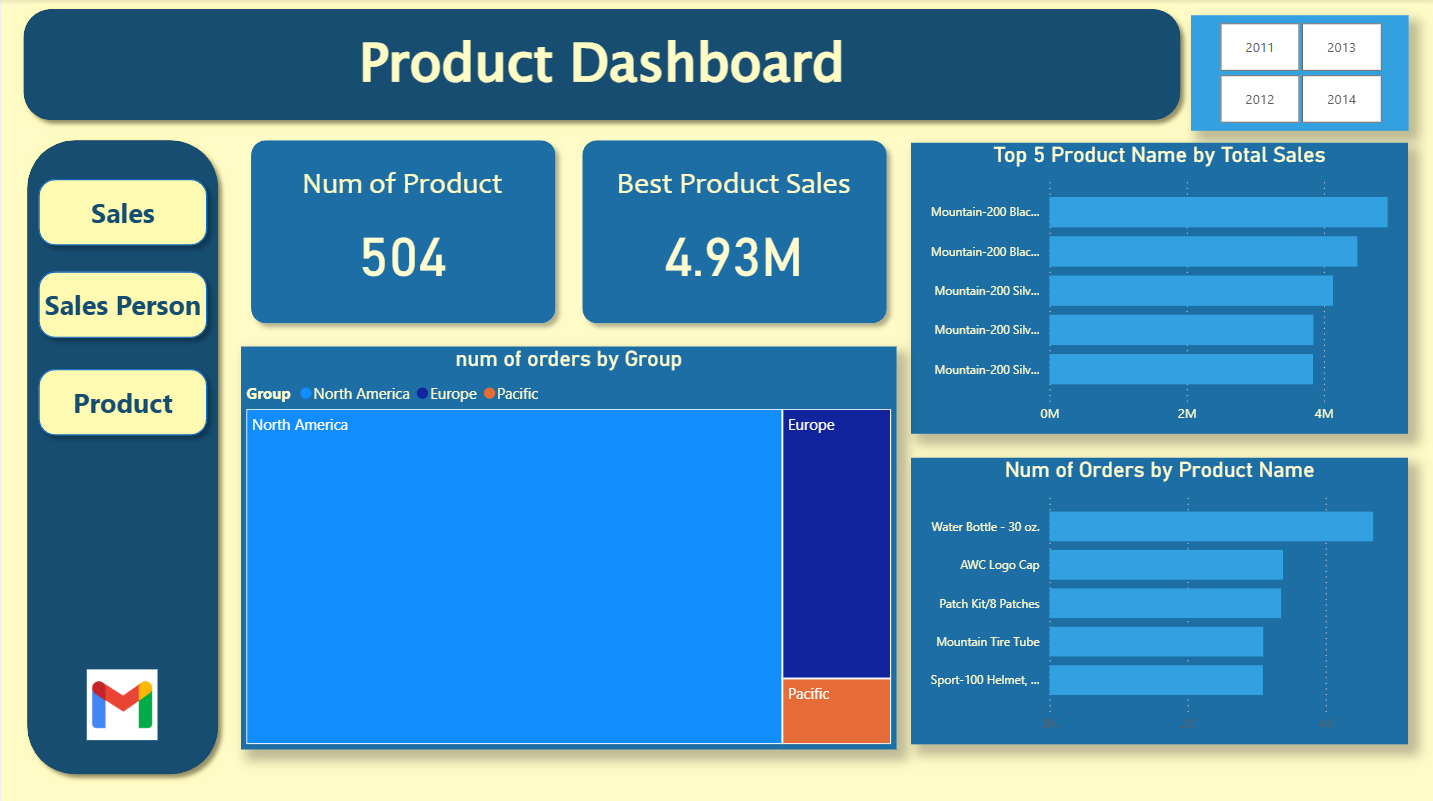 Product Dashboard
2011
2013
2012
2014
Sales
Sales Person
Product
Num of Product
504
Best Product Sales
4.93M
num of orders by Group
Group North America Europe Pacific
North America
Europe
Pacific
Top 5 Product Name by Total Sales
Mountain-200 Blac...
Mountain-200 Blac...
Mountain-200 Silv...
Mountain-200 Silv...
Mountain-200 Silv...
0M 2M 4M
Num of Orders by Product Name
Water Bottle - 30 oz.
AWC Logo Cap
Patch Kit/8 Patches
Mountain Tire Tube
Sport-100 Helmet, ...